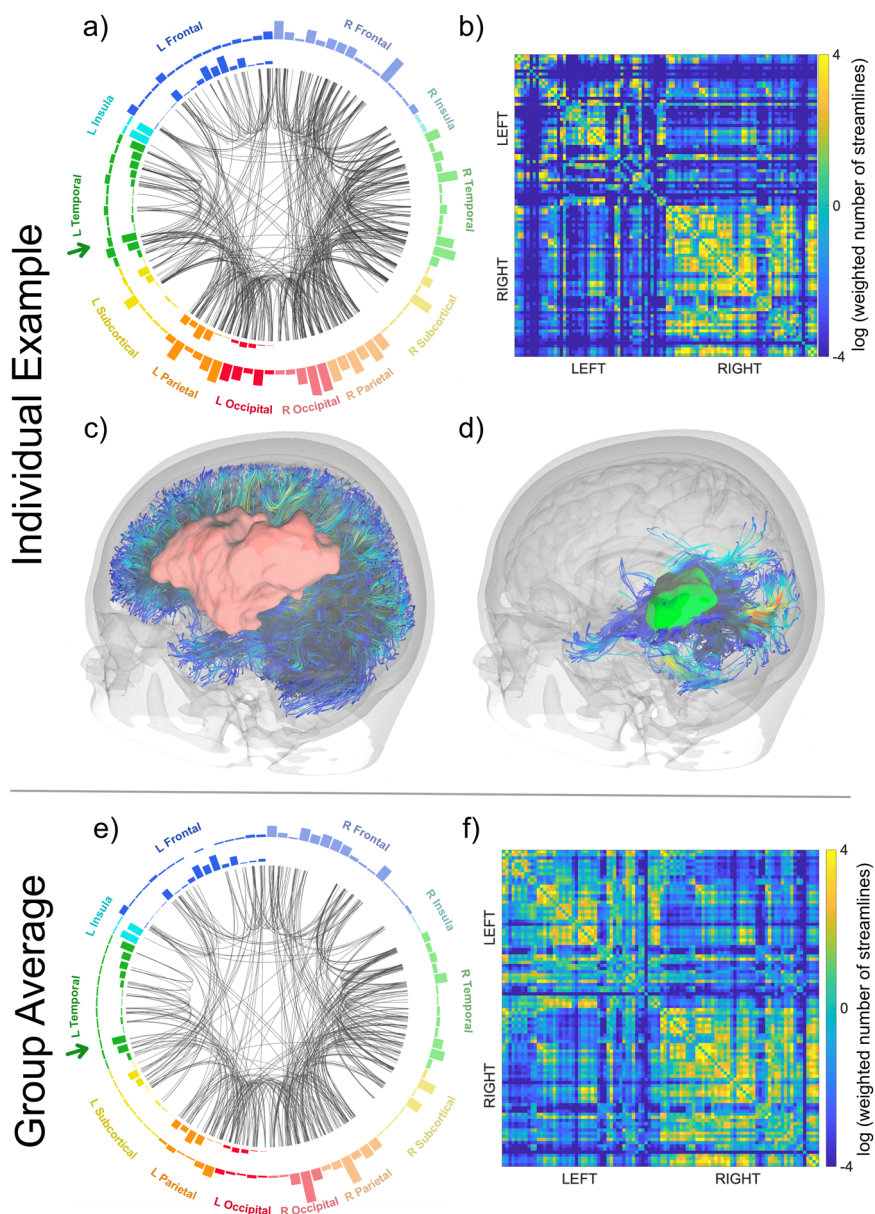 Individual Example
a)
L Frontal
R Frontal
L Insula
R Insula
L Temporal
R Temporal
L Subcortical
R Subcortical
L Parietal
R Parietal
L Occipital
R Occipital
b)
LEFT
RIGHT
LEFT
RIGHT
4
0
-4
log (weighted number of streamlines)
c)
d)
Group Average
e)
L Frontal
R Frontal
L Insula
R Insula
L Temporal
R Temporal
L Subcortical
R Subcortical
L Parietal
R Parietal
L Occipital
R Occipital
f)
LEFT
RIGHT
LEFT
RIGHT
4
0
-4
log (weighted number of streamlines)